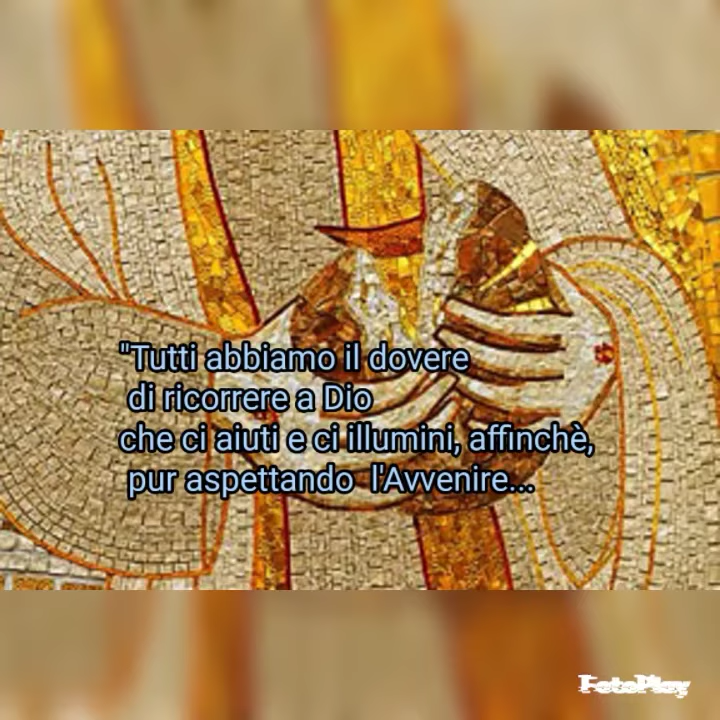 "Tutti abbiamo il dovere
di ricorrere a Dio
che ci aiuti e ci illumini, affinchè,
pur aspettando l'Avvenire...
FotoPlay